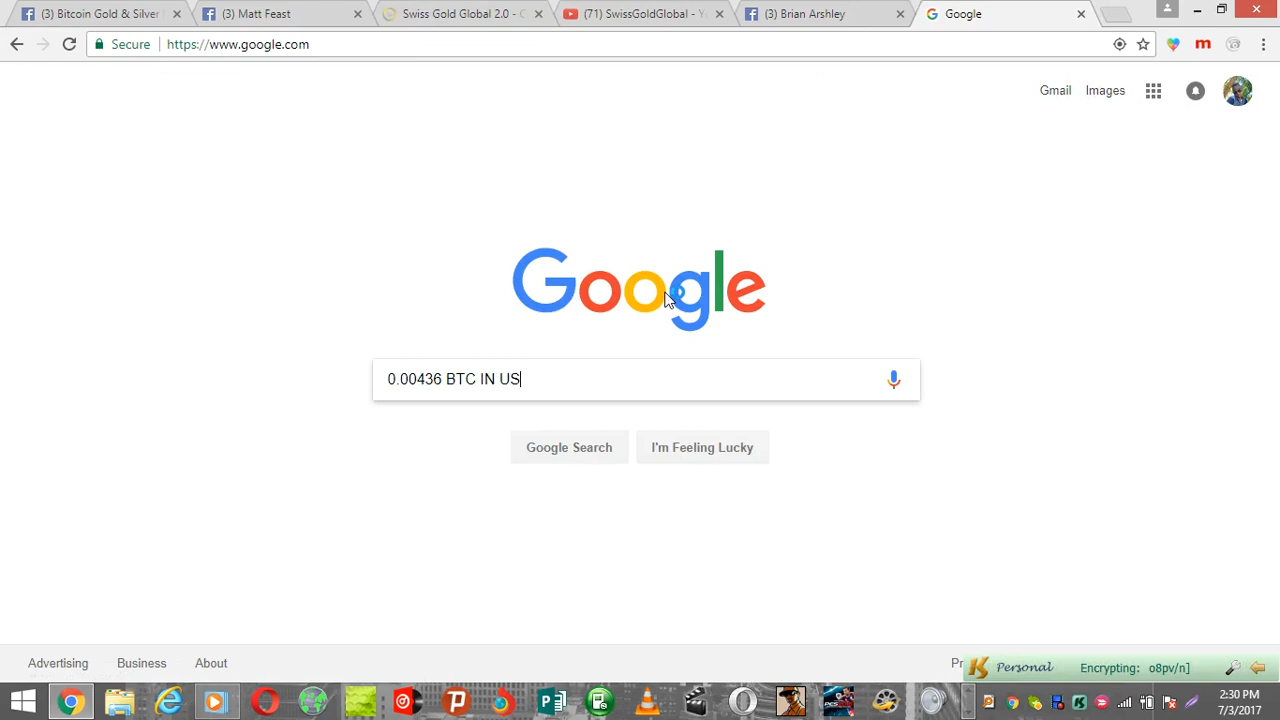 (3) Bitcoin Gold & Silver
(3) Matt Feast
Swiss Gold Global 2.0 - C
(71) SwissGoldGlobal - Y
(3) Brian Arshley
Google
Secure
https://www.google.com
Gmail
Images
Google
0.00436 BTC IN US
Google Search
I'm Feeling Lucky
Advertising
Business
About
Personal
Encrypting: o8pv/n]
2:30 PM
7/3/2017